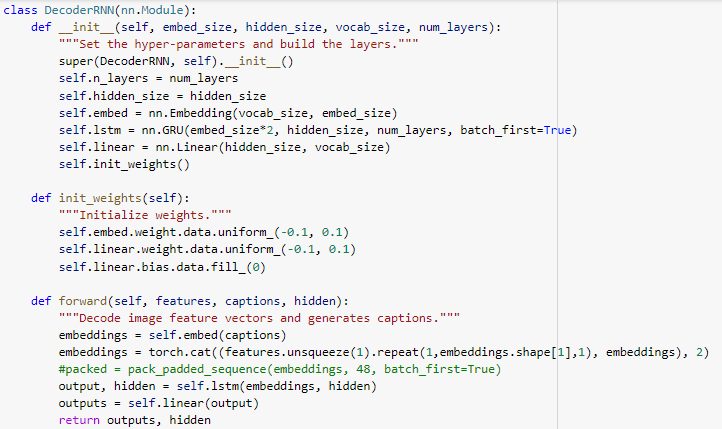 class DecoderRNN(nn.Module):
    def __init__(self, embed_size, hidden_size, vocab_size, num_layers):
        """Set the hyper-parameters and build the layers."""
        super(DecoderRNN, self).__init__()
        self.n_layers = num_layers
        self.hidden_size = hidden_size
        self.embed = nn.Embedding(vocab_size, embed_size)
        self.lstm = nn.GRU(embed_size*2, hidden_size, num_layers, batch_first=True)
        self.linear = nn.Linear(hidden_size, vocab_size)
        self.init_weights()

    def init_weights(self):
        """Initialize weights."""
        self.embed.weight.data.uniform_(-0.1, 0.1)
        self.linear.weight.data.uniform_(-0.1, 0.1)
        self.linear.bias.data.fill_(0)

    def forward(self, features, captions, hidden):
        """Decode image feature vectors and generates captions."""
        embeddings = self.embed(captions)
        embeddings = torch.cat((features.unsqueeze(1).repeat(1,embeddings.shape[1],1), embeddings), 2)
        #packed = pack_padded_sequence(embeddings, 48, batch_first=True)
        output, hidden = self.lstm(embeddings, hidden)
        outputs = self.linear(output)
        return outputs, hidden